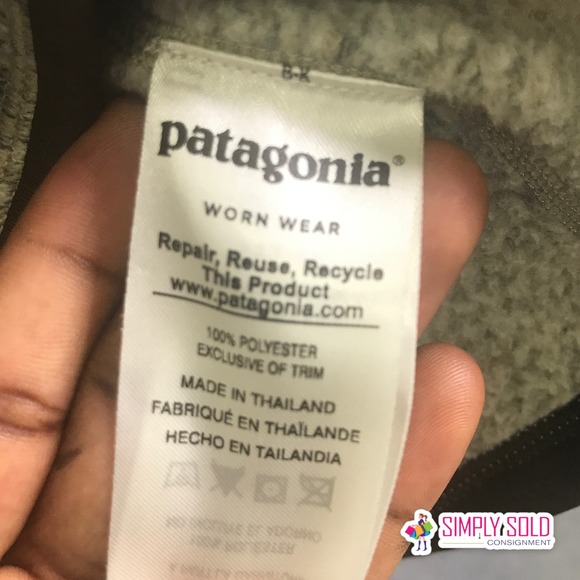 B-K
patagonia®
WORN WEAR
Repair, Reuse, Recycle
This Product
www.patagonia.com
100% POLYESTER
EXCLUSIVE OF TRIM
MADE IN THAILAND
FABRIQUÉ EN THAÏLANDE
HECHO EN TAILANDIA
SIMPLY SOLD
CONSIGNMENT